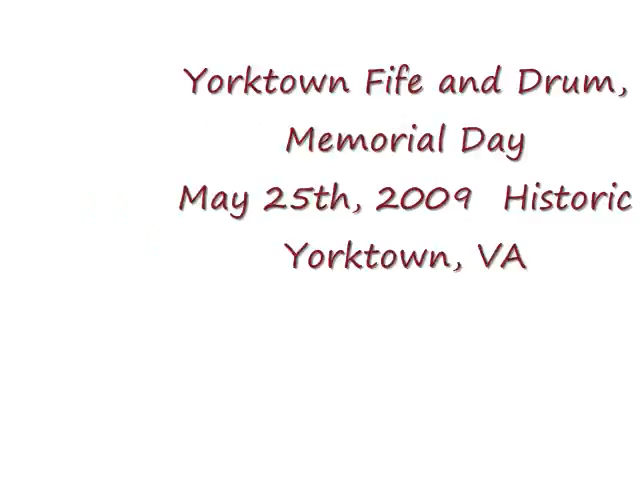 Yorktown Fife and Drum,
Memorial Day
May 25th, 2009 Historic
Yorktown, VA